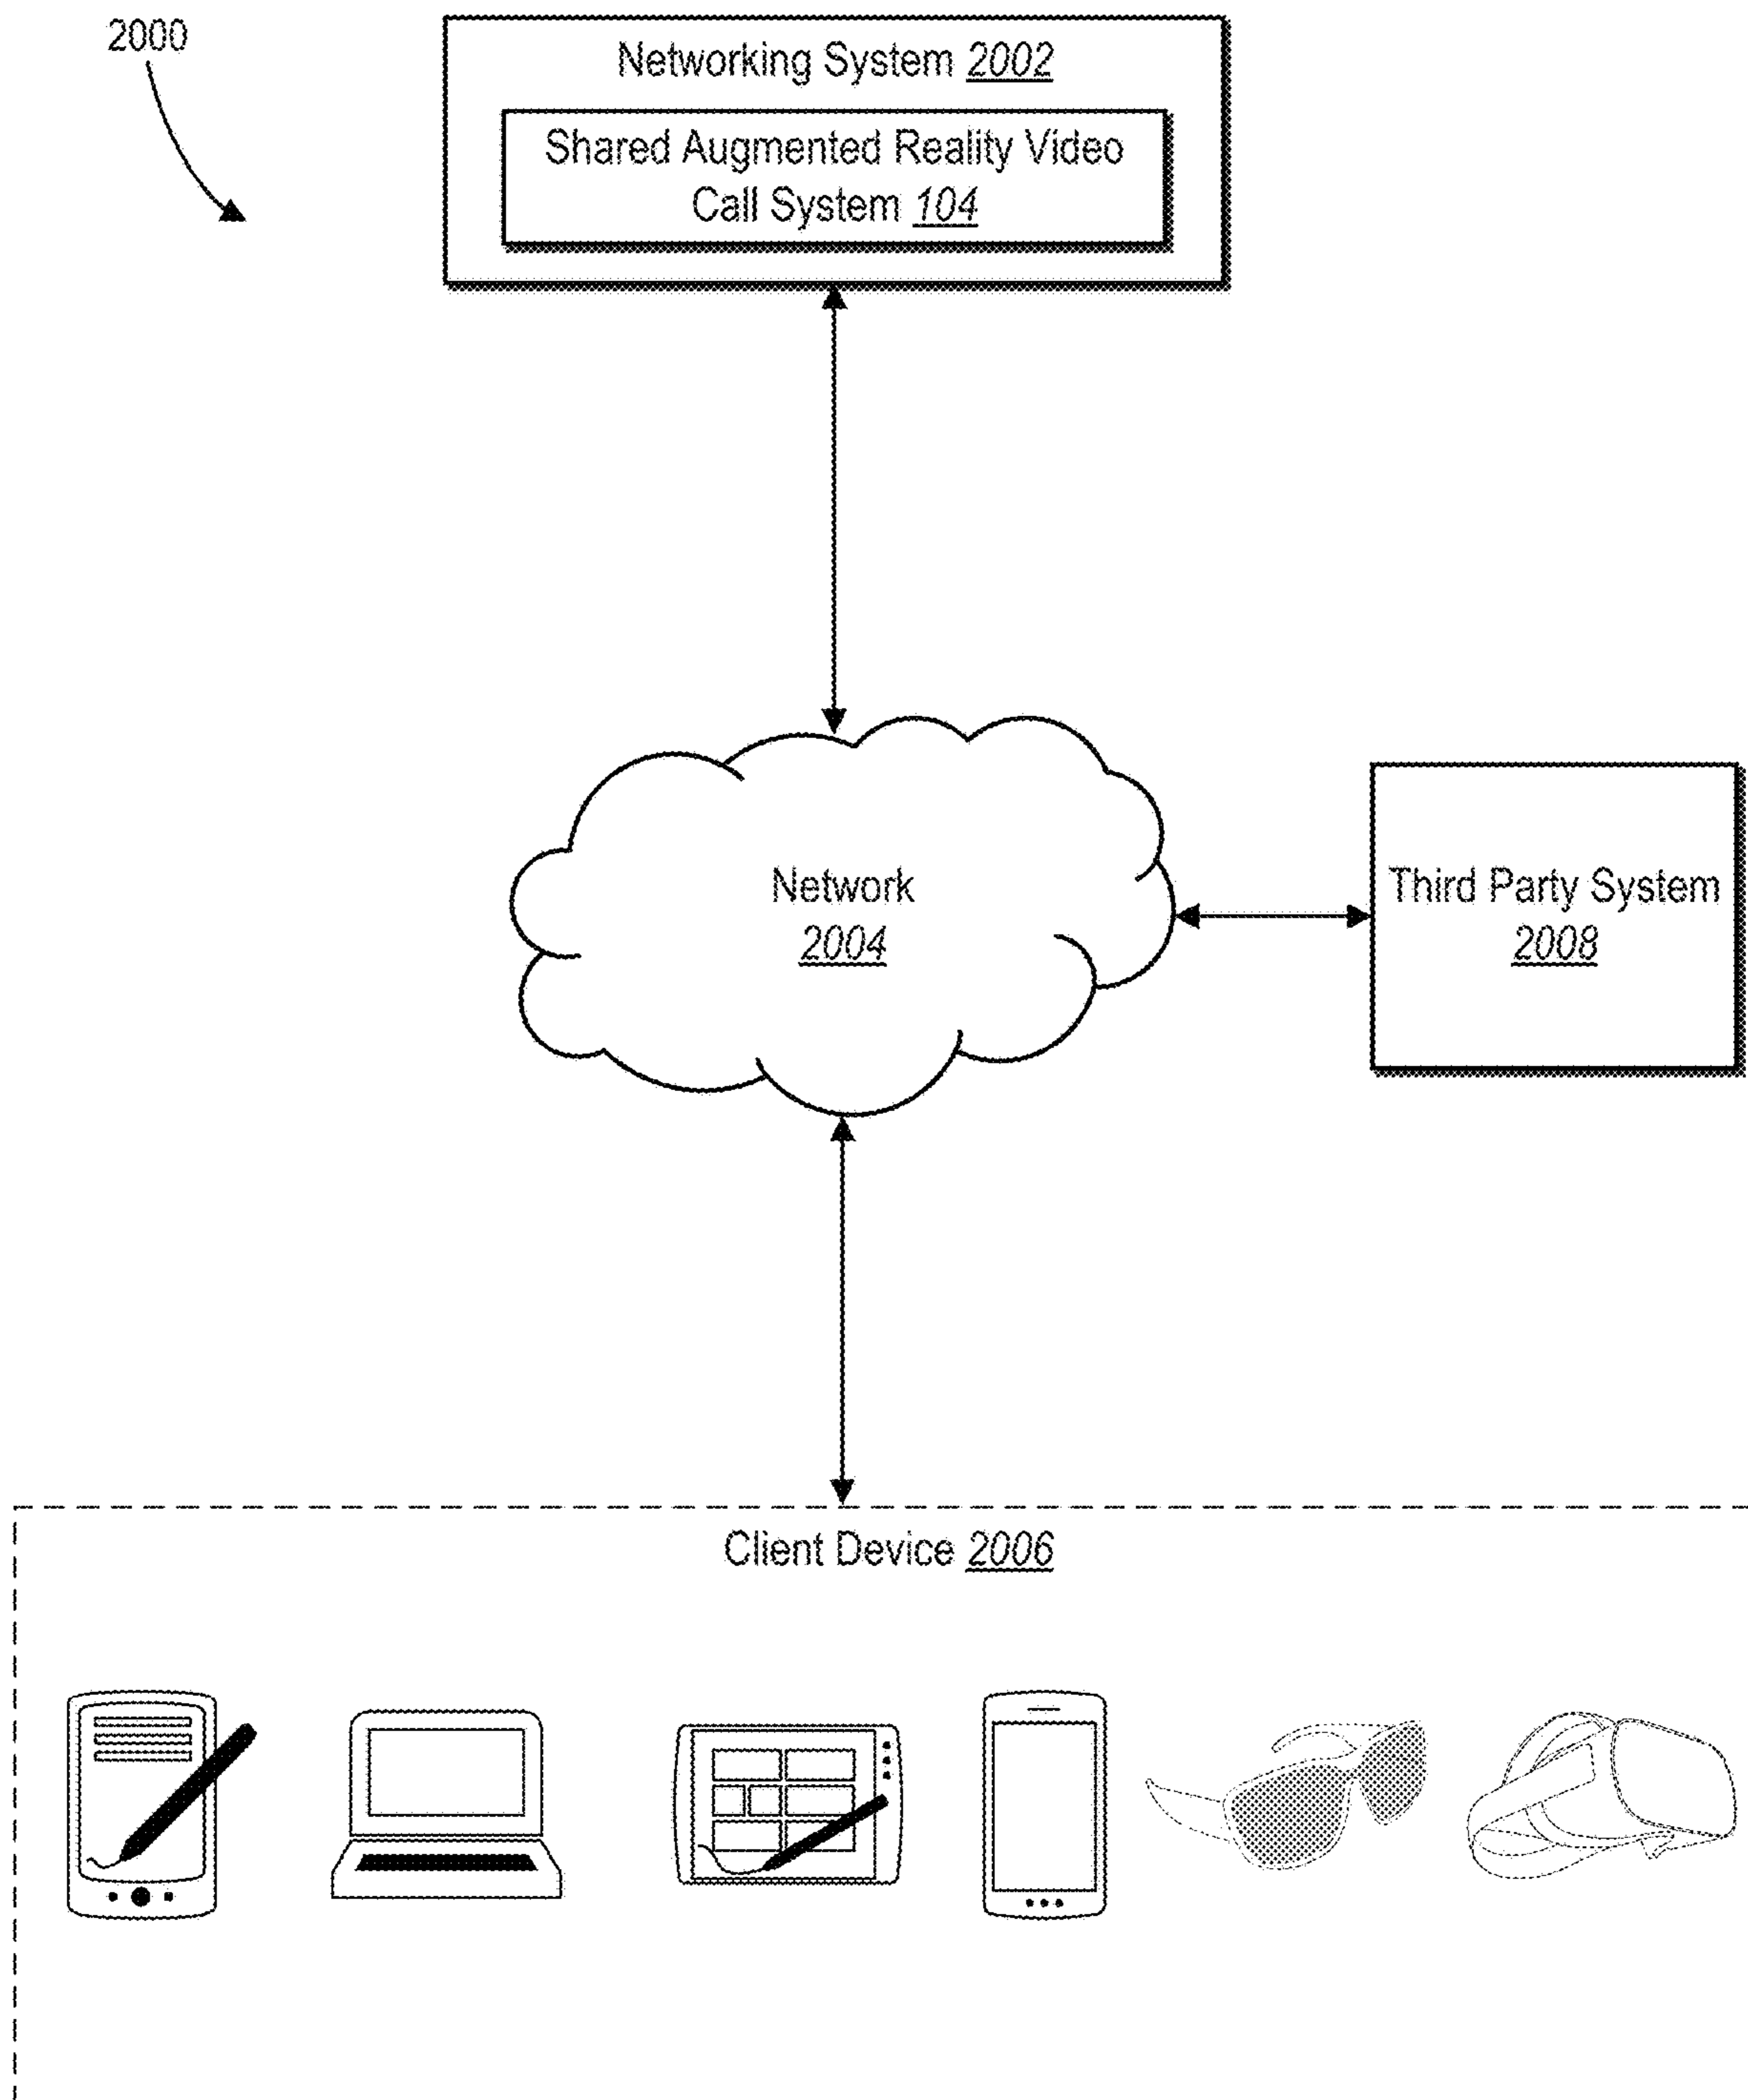 2000
Networking System 2002
Shared Augmented Reality Video
Call System 104
Network
2004
Third Party System
2008
Client Device 2006